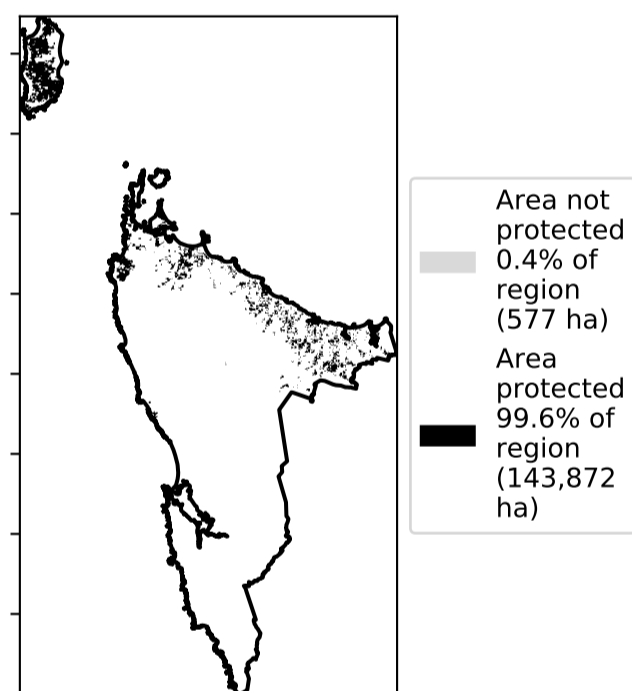 Area not
protected
0.4% of
region
(577 ha)
Area
protected
99.6% of
region
(143,872
ha)